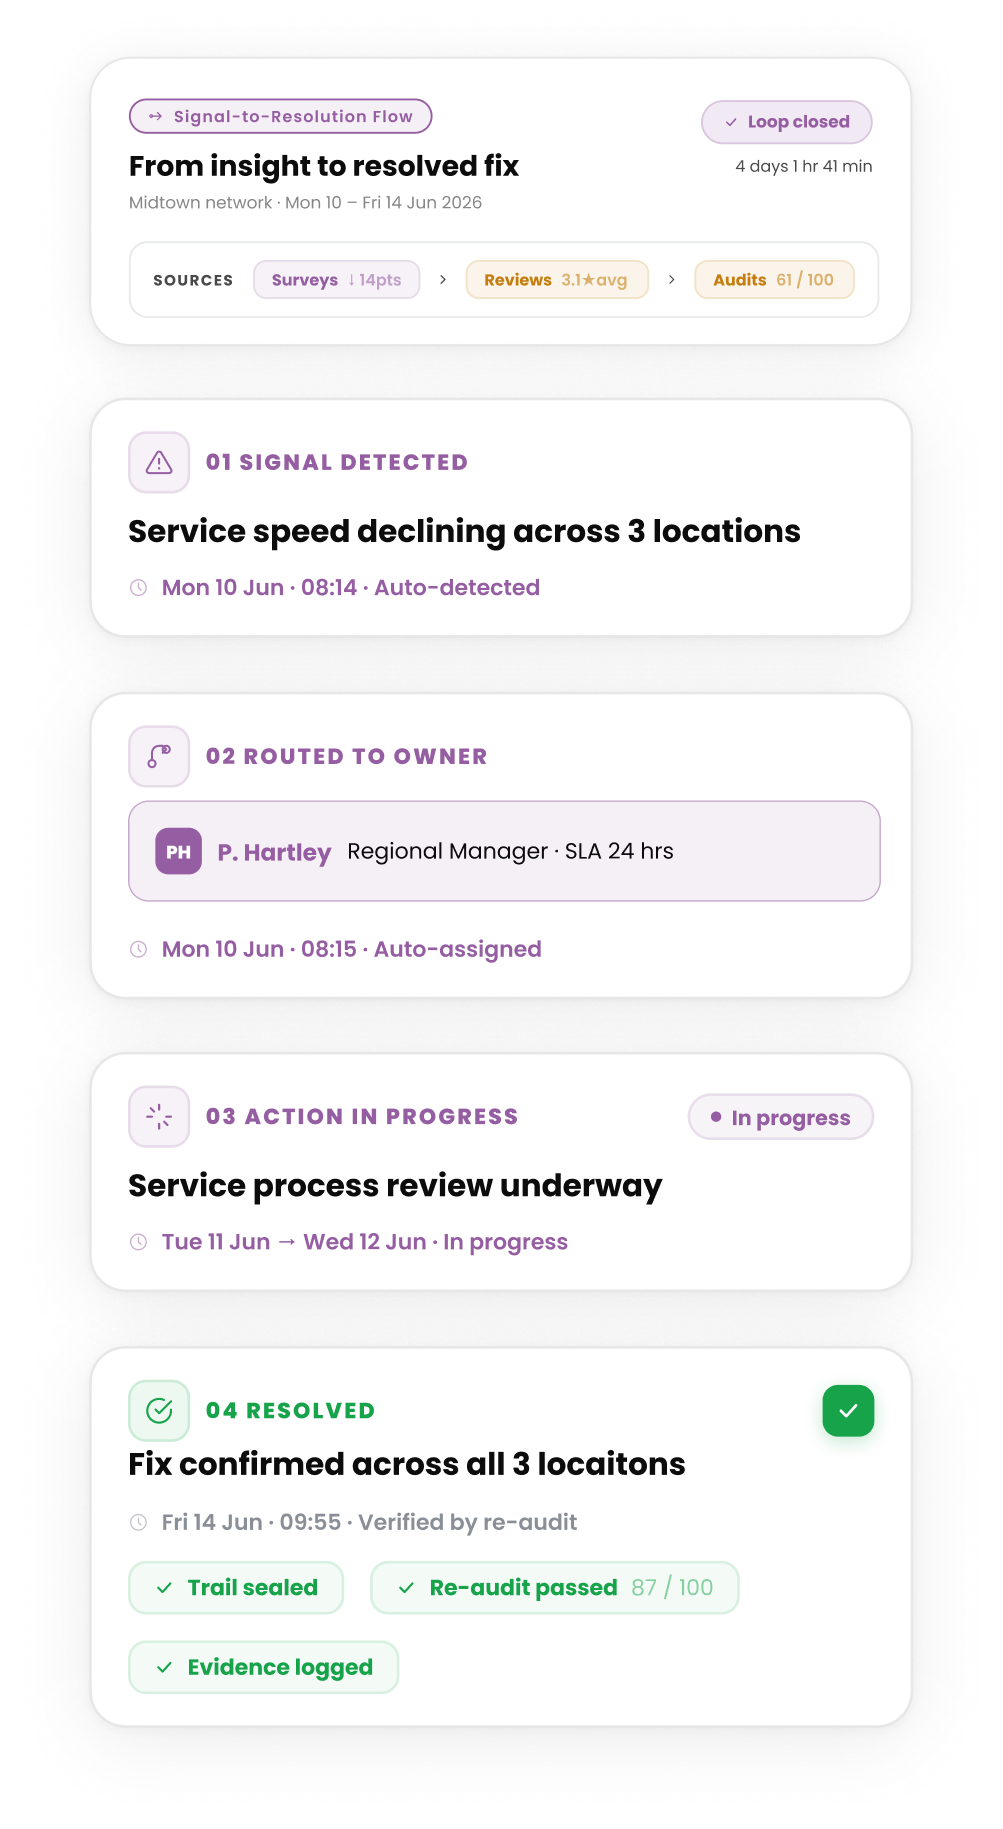 Signal-to-Resolution Flow
Loop closed
From insight to resolved fix
4 days 1 hr 41 min
Midtown network · Mon 10 – Fri 14 Jun 2026
SOURCES Surveys ↓ 14pts › Reviews 3.1★avg › Audits 61 / 100
01 SIGNAL DETECTED
Service speed declining across 3 locations
Mon 10 Jun · 08:14 · Auto-detected
02 ROUTED TO OWNER
PH P. Hartley Regional Manager · SLA 24 hrs
Mon 10 Jun · 08:15 · Auto-assigned
03 ACTION IN PROGRESS
In progress
Service process review underway
Tue 11 Jun → Wed 12 Jun · In progress
04 RESOLVED
Fix confirmed across all 3 locaitons
Fri 14 Jun · 09:55 · Verified by re-audit
Trail sealed
Re-audit passed 87 / 100
Evidence logged